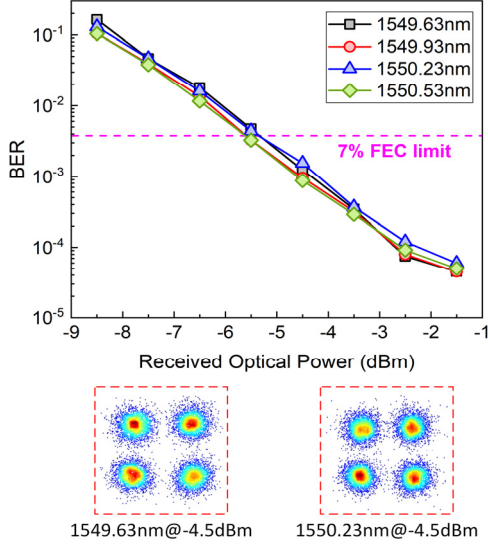 1549.63nm
1549.93nm
1550.23nm
1550.53nm
7% FEC limit
BER
10⁻¹
10⁻²
10⁻³
10⁻⁴
10⁻⁵
-9 -8 -7 -6 -5 -4 -3 -2 -1
Received Optical Power (dBm)
1549.63nm@-4.5dBm 1550.23nm@-4.5dBm